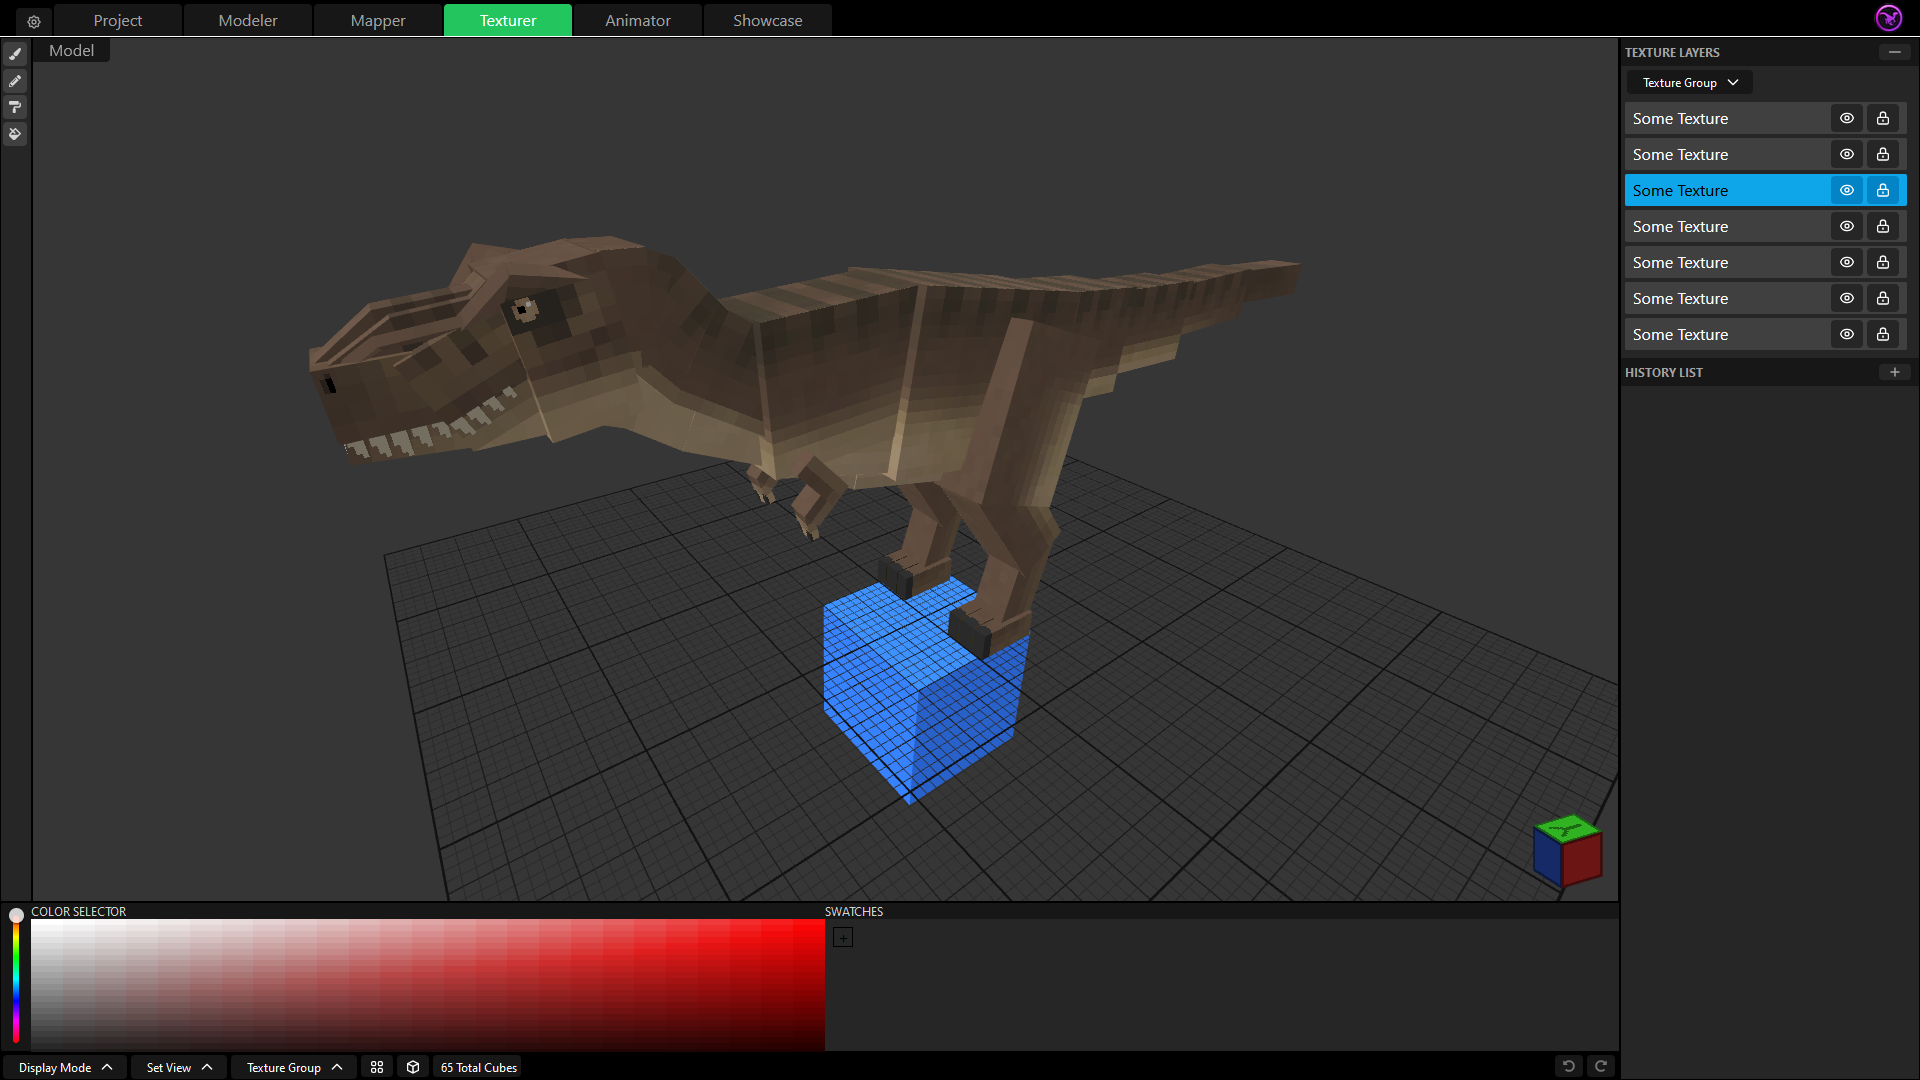 Project
Modeler
Mapper
Texturer
Animator
Showcase
Model
TEXTURE LAYERS
Texture Group
Some Texture
Some Texture
Some Texture
Some Texture
Some Texture
Some Texture
Some Texture
HISTORY LIST
Y
COLOR SELECTOR
SWATCHES
Display Mode
Set View
Texture Group
65 Total Cubes